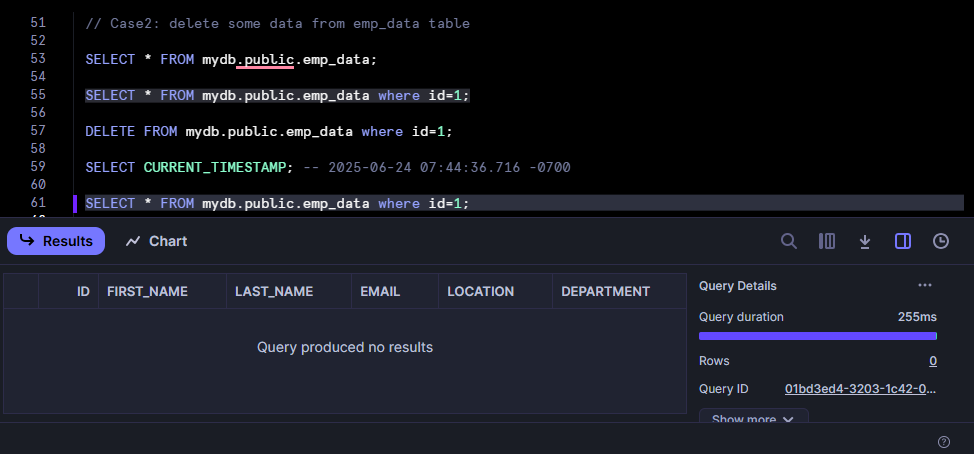 51 // Case2: delete some data from emp_data table
52
53 SELECT * FROM mydb.public.emp_data;
54
55 SELECT * FROM mydb.public.emp_data where id=1;
56
57 DELETE FROM mydb.public.emp_data where id=1;
58
59 SELECT CURRENT_TIMESTAMP; -- 2025-06-24 07:44:36.716 -0700
60
61 SELECT * FROM mydb.public.emp_data where id=1;
Results Chart
ID FIRST_NAME LAST_NAME EMAIL LOCATION DEPARTMENT
Query produced no results
Query Details ...
Query duration 255ms
Rows 0
Query ID 01bd3ed4-3203-1c42-0...
Show more